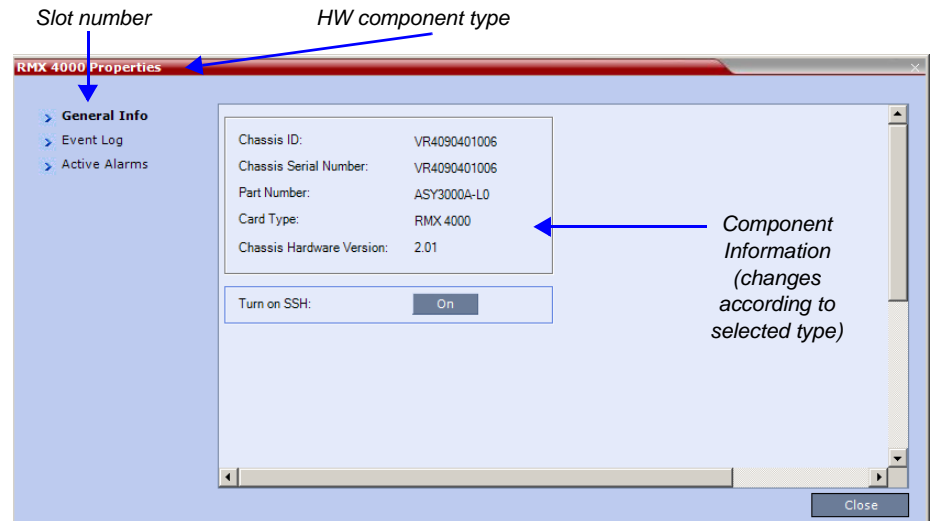 Slot number
HW component type
RMX 4000 Properties
General Info
Event Log
Active Alarms
Chassis ID: VR4090401006
Chassis Serial Number: VR4090401006
Part Number: ASY3000A-L0
Card Type: RMX 4000
Chassis Hardware Version: 2.01
Turn on SSH: On
Component
Information
(changes
according to
selected type)
Close